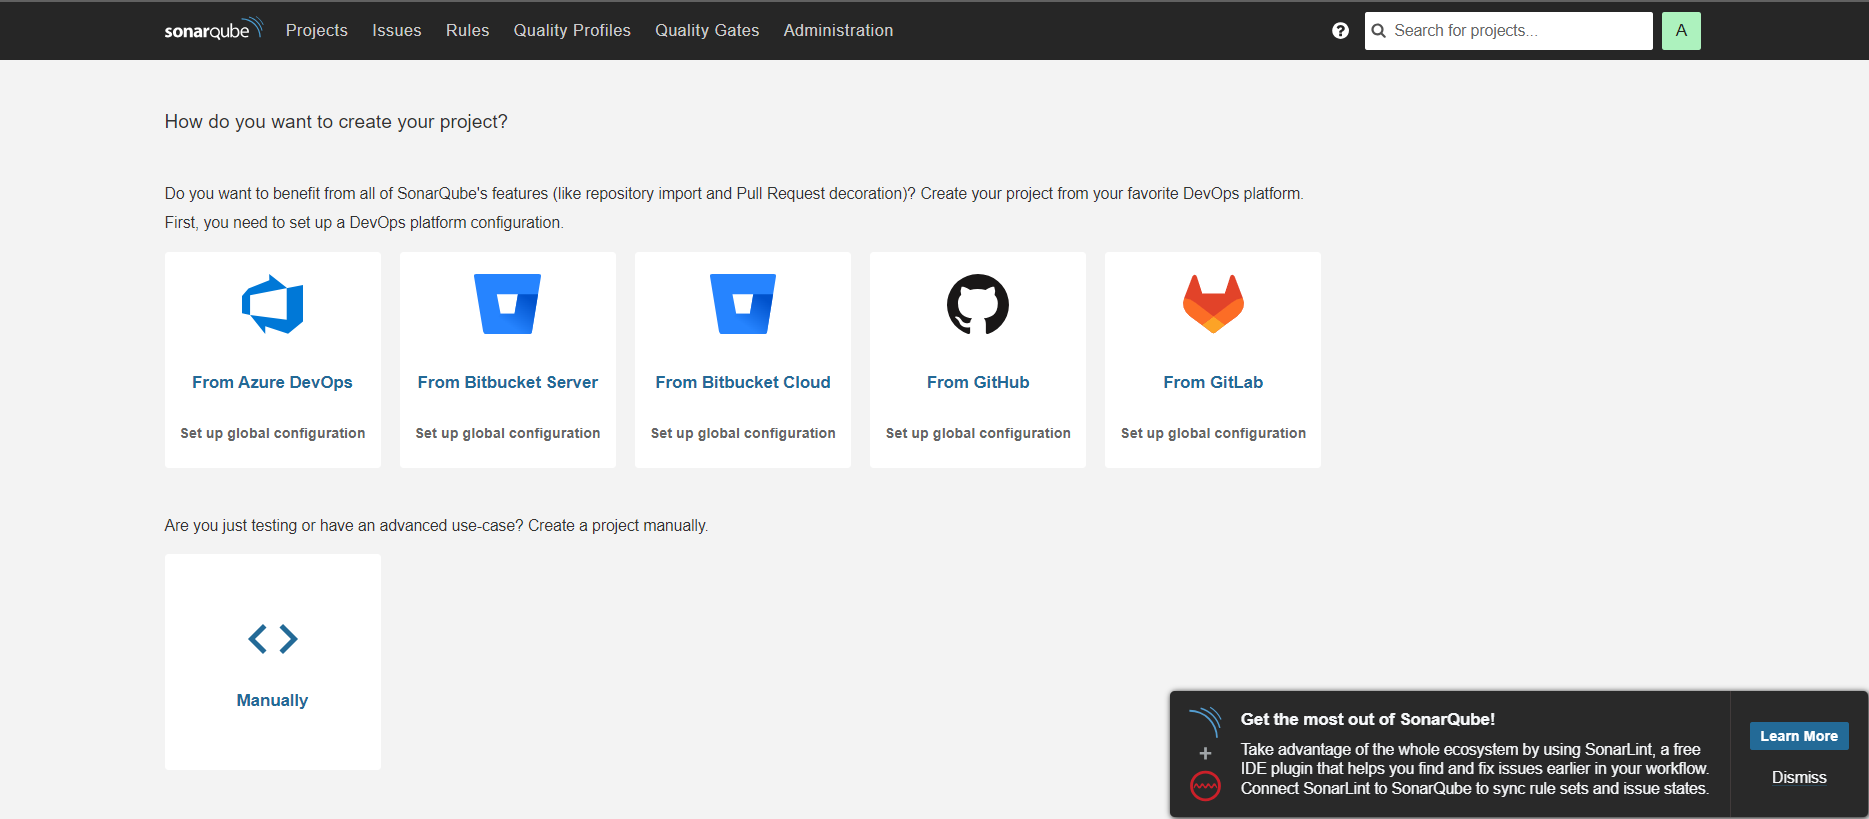 sonarqube Projects Issues Rules Quality Profiles Quality Gates Administration ? Search for projects... A
How do you want to create your project?
Do you want to benefit from all of SonarQube's features (like repository import and Pull Request decoration)? Create your project from your favorite DevOps platform.
First, you need to set up a DevOps platform configuration.
From Azure DevOps From Bitbucket Server From Bitbucket Cloud From GitHub From GitLab
Set up global configuration Set up global configuration Set up global configuration Set up global configuration Set up global configuration
Are you just testing or have an advanced use-case? Create a project manually.
Manually
Get the most out of SonarQube!
Take advantage of the whole ecosystem by using SonarLint, a free
IDE plugin that helps you find and fix issues earlier in your workflow.
Connect SonarLint to SonarQube to sync rule sets and issue states.
Learn More
Dismiss